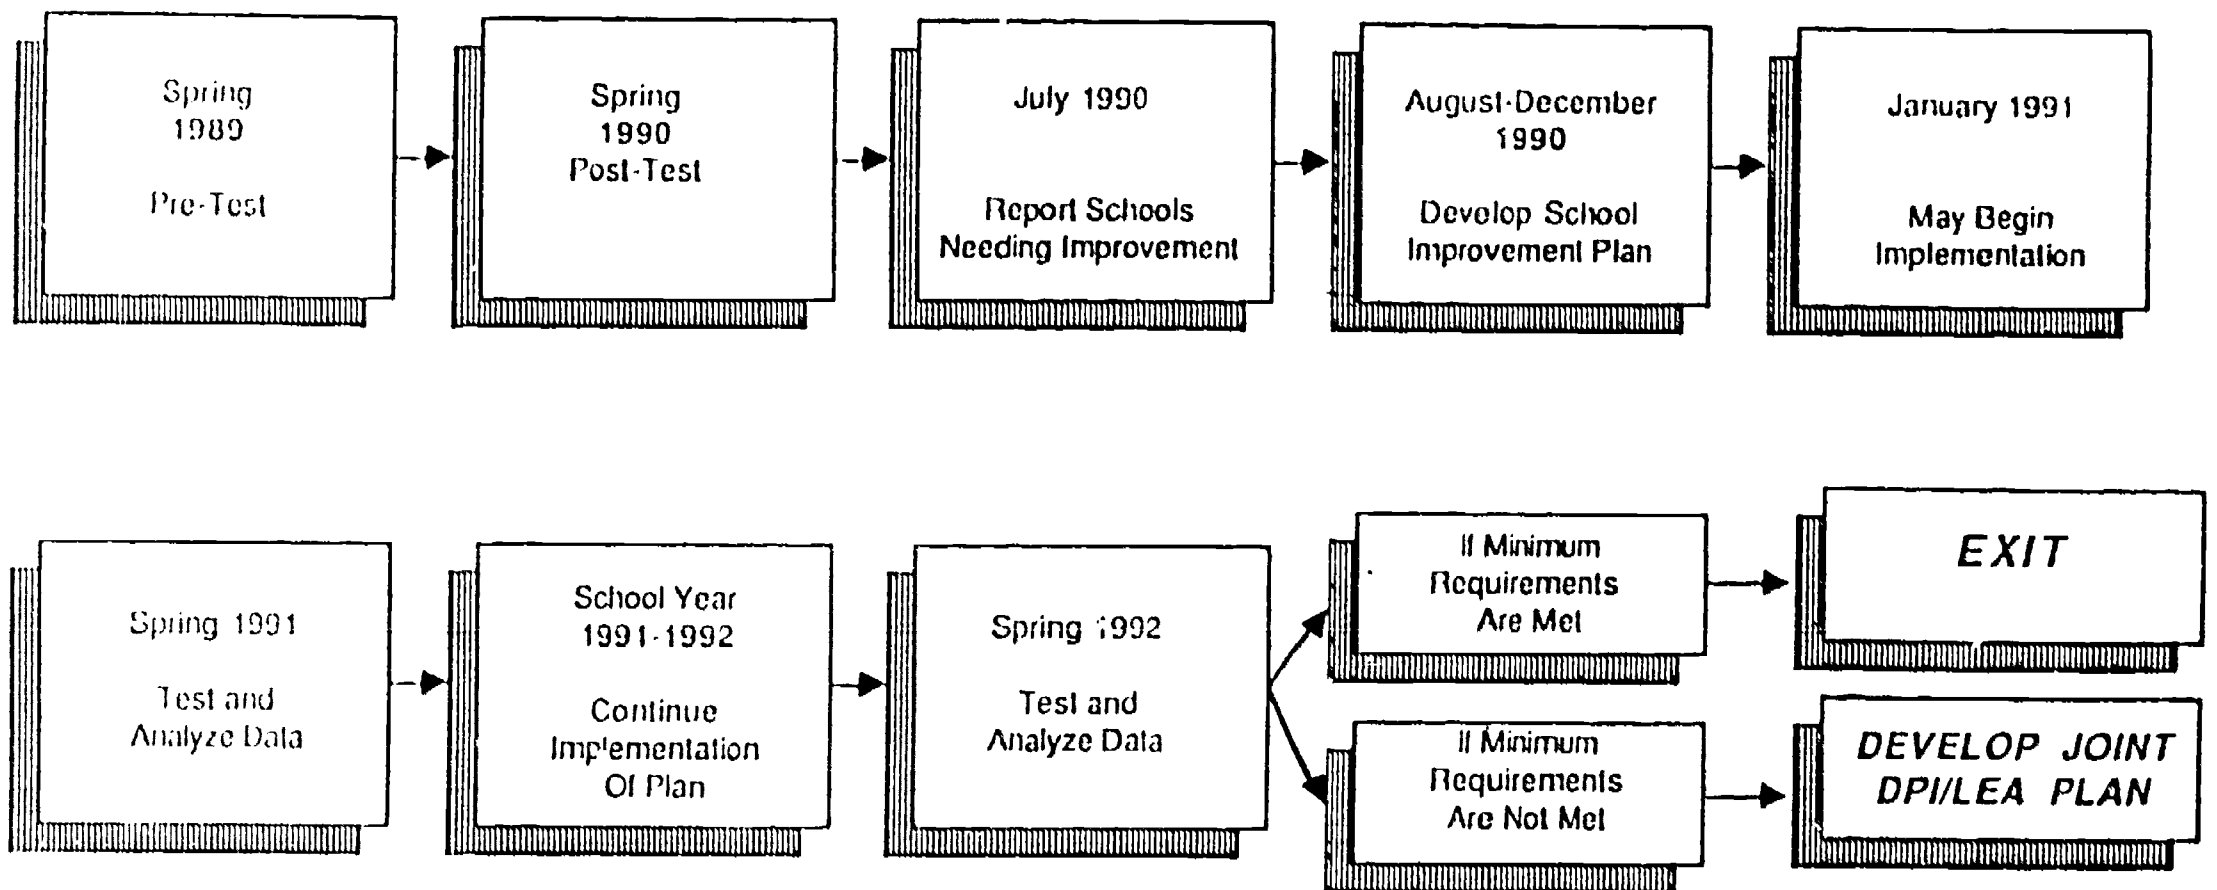 Spring
1989
Pre-Test
Spring
1990
Post-Test
July 1990
Report Schools
Needing Improvement
August-December
1990
Develop School
Improvement Plan
January 1991
May Begin
Implementation
Spring 1991
Test and
Analyze Data
School Year
1991-1992
Continue
Implementation
Of Plan
Spring 1992
Test and
Analyze Data
If Minimum
Requirements
Are Met
EXIT
If Minimum
Requirements
Are Not Met
DEVELOP JOINT
DPI/LEA PLAN